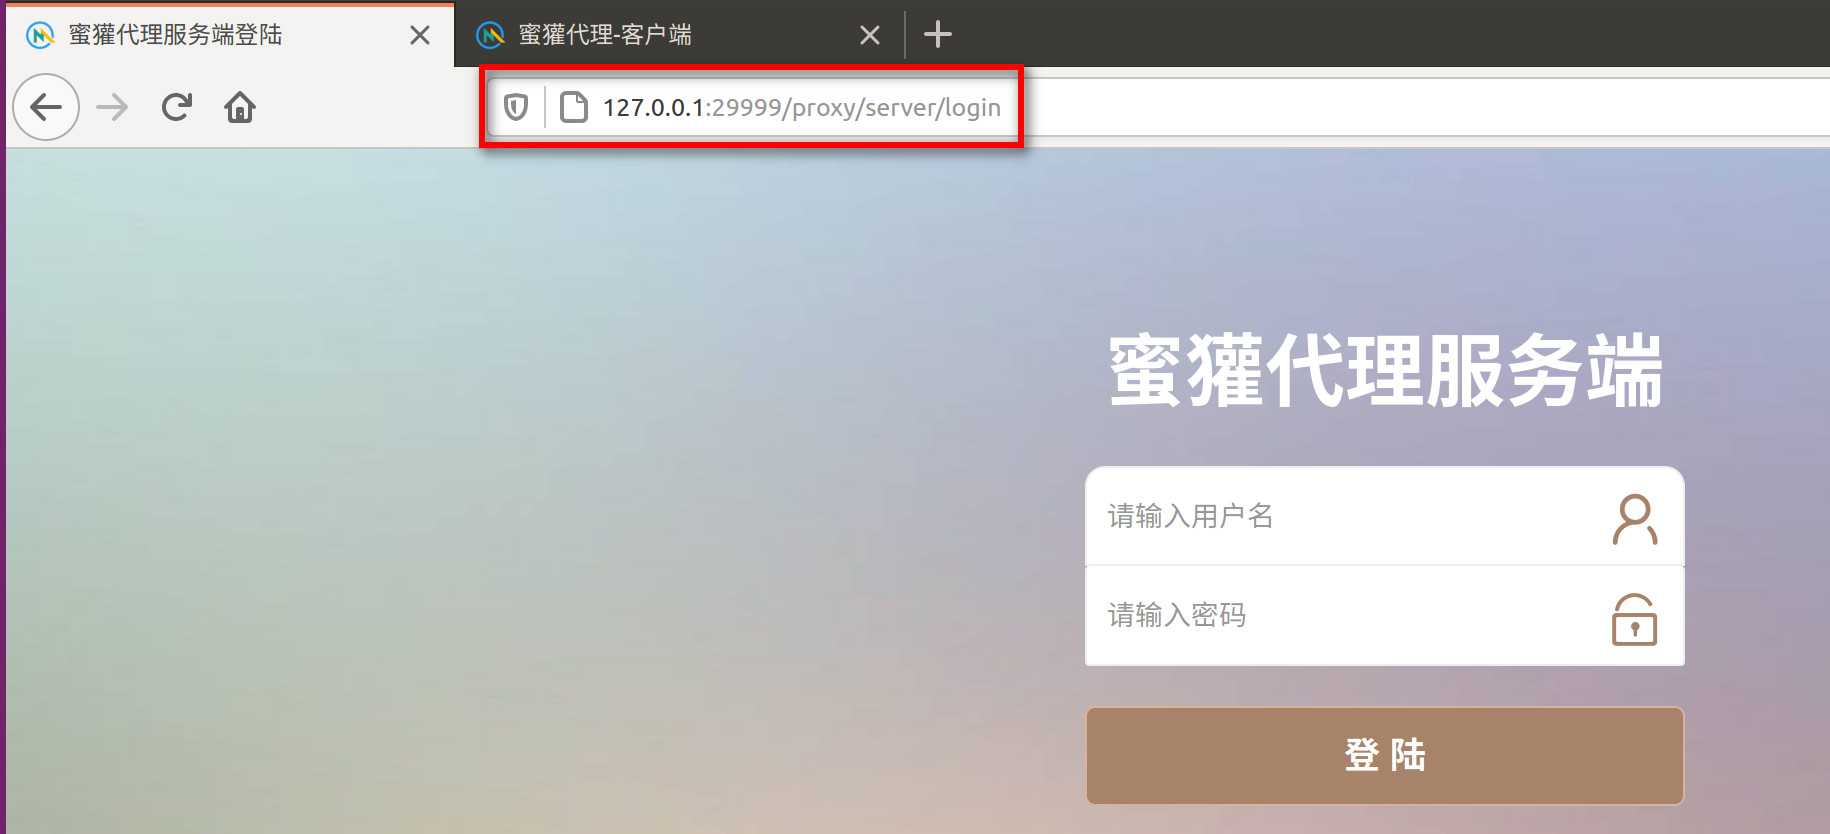 蜜獾代理服务端登陆
蜜獾代理-客户端
127.0.0.1:29999/proxy/server/login
蜜獾代理服务端
请输入用户名
请输入密码
登 陆